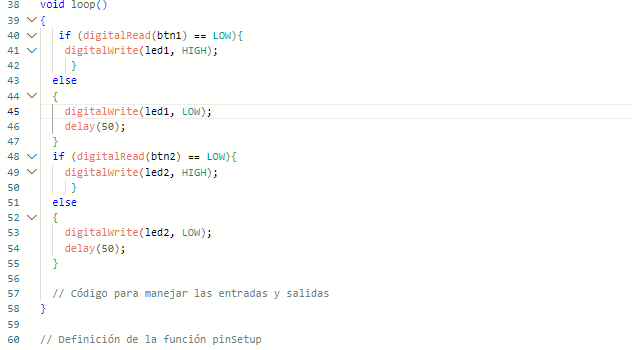 38 void loop()
39 {
40 if (digitalRead(btn1) == LOW){
41 digitalWrite(led1, HIGH);
42 }
43 else
44 {
45 digitalWrite(led1, LOW);
46 delay(50);
47 }
48 if (digitalRead(btn2) == LOW){
49 digitalWrite(led2, HIGH);
50 }
51 else
52 {
53 digitalWrite(led2, LOW);
54 delay(50);
55 }
56
57 // Código para manejar las entradas y salidas
58 }
59
60 // Definición de la función pinSetup